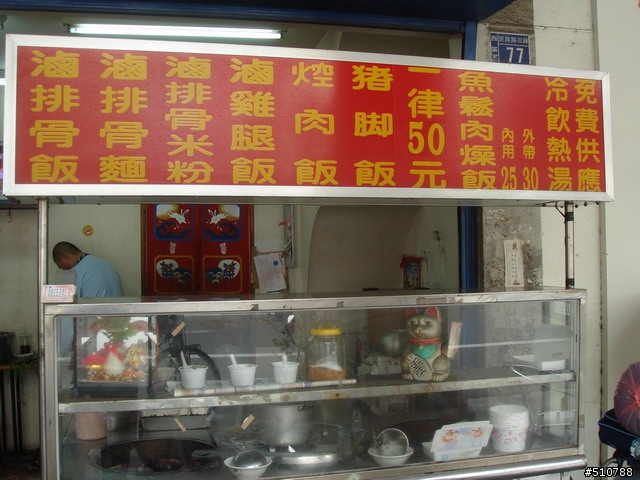 滷排骨飯
滷排骨麵
滷排骨米粉
滷雞腿飯
焢肉飯
猪脚飯
一律50元
魚鬆肉燥飯
內用25
外帶30
冷飲熱湯
免費供應
77
#510788